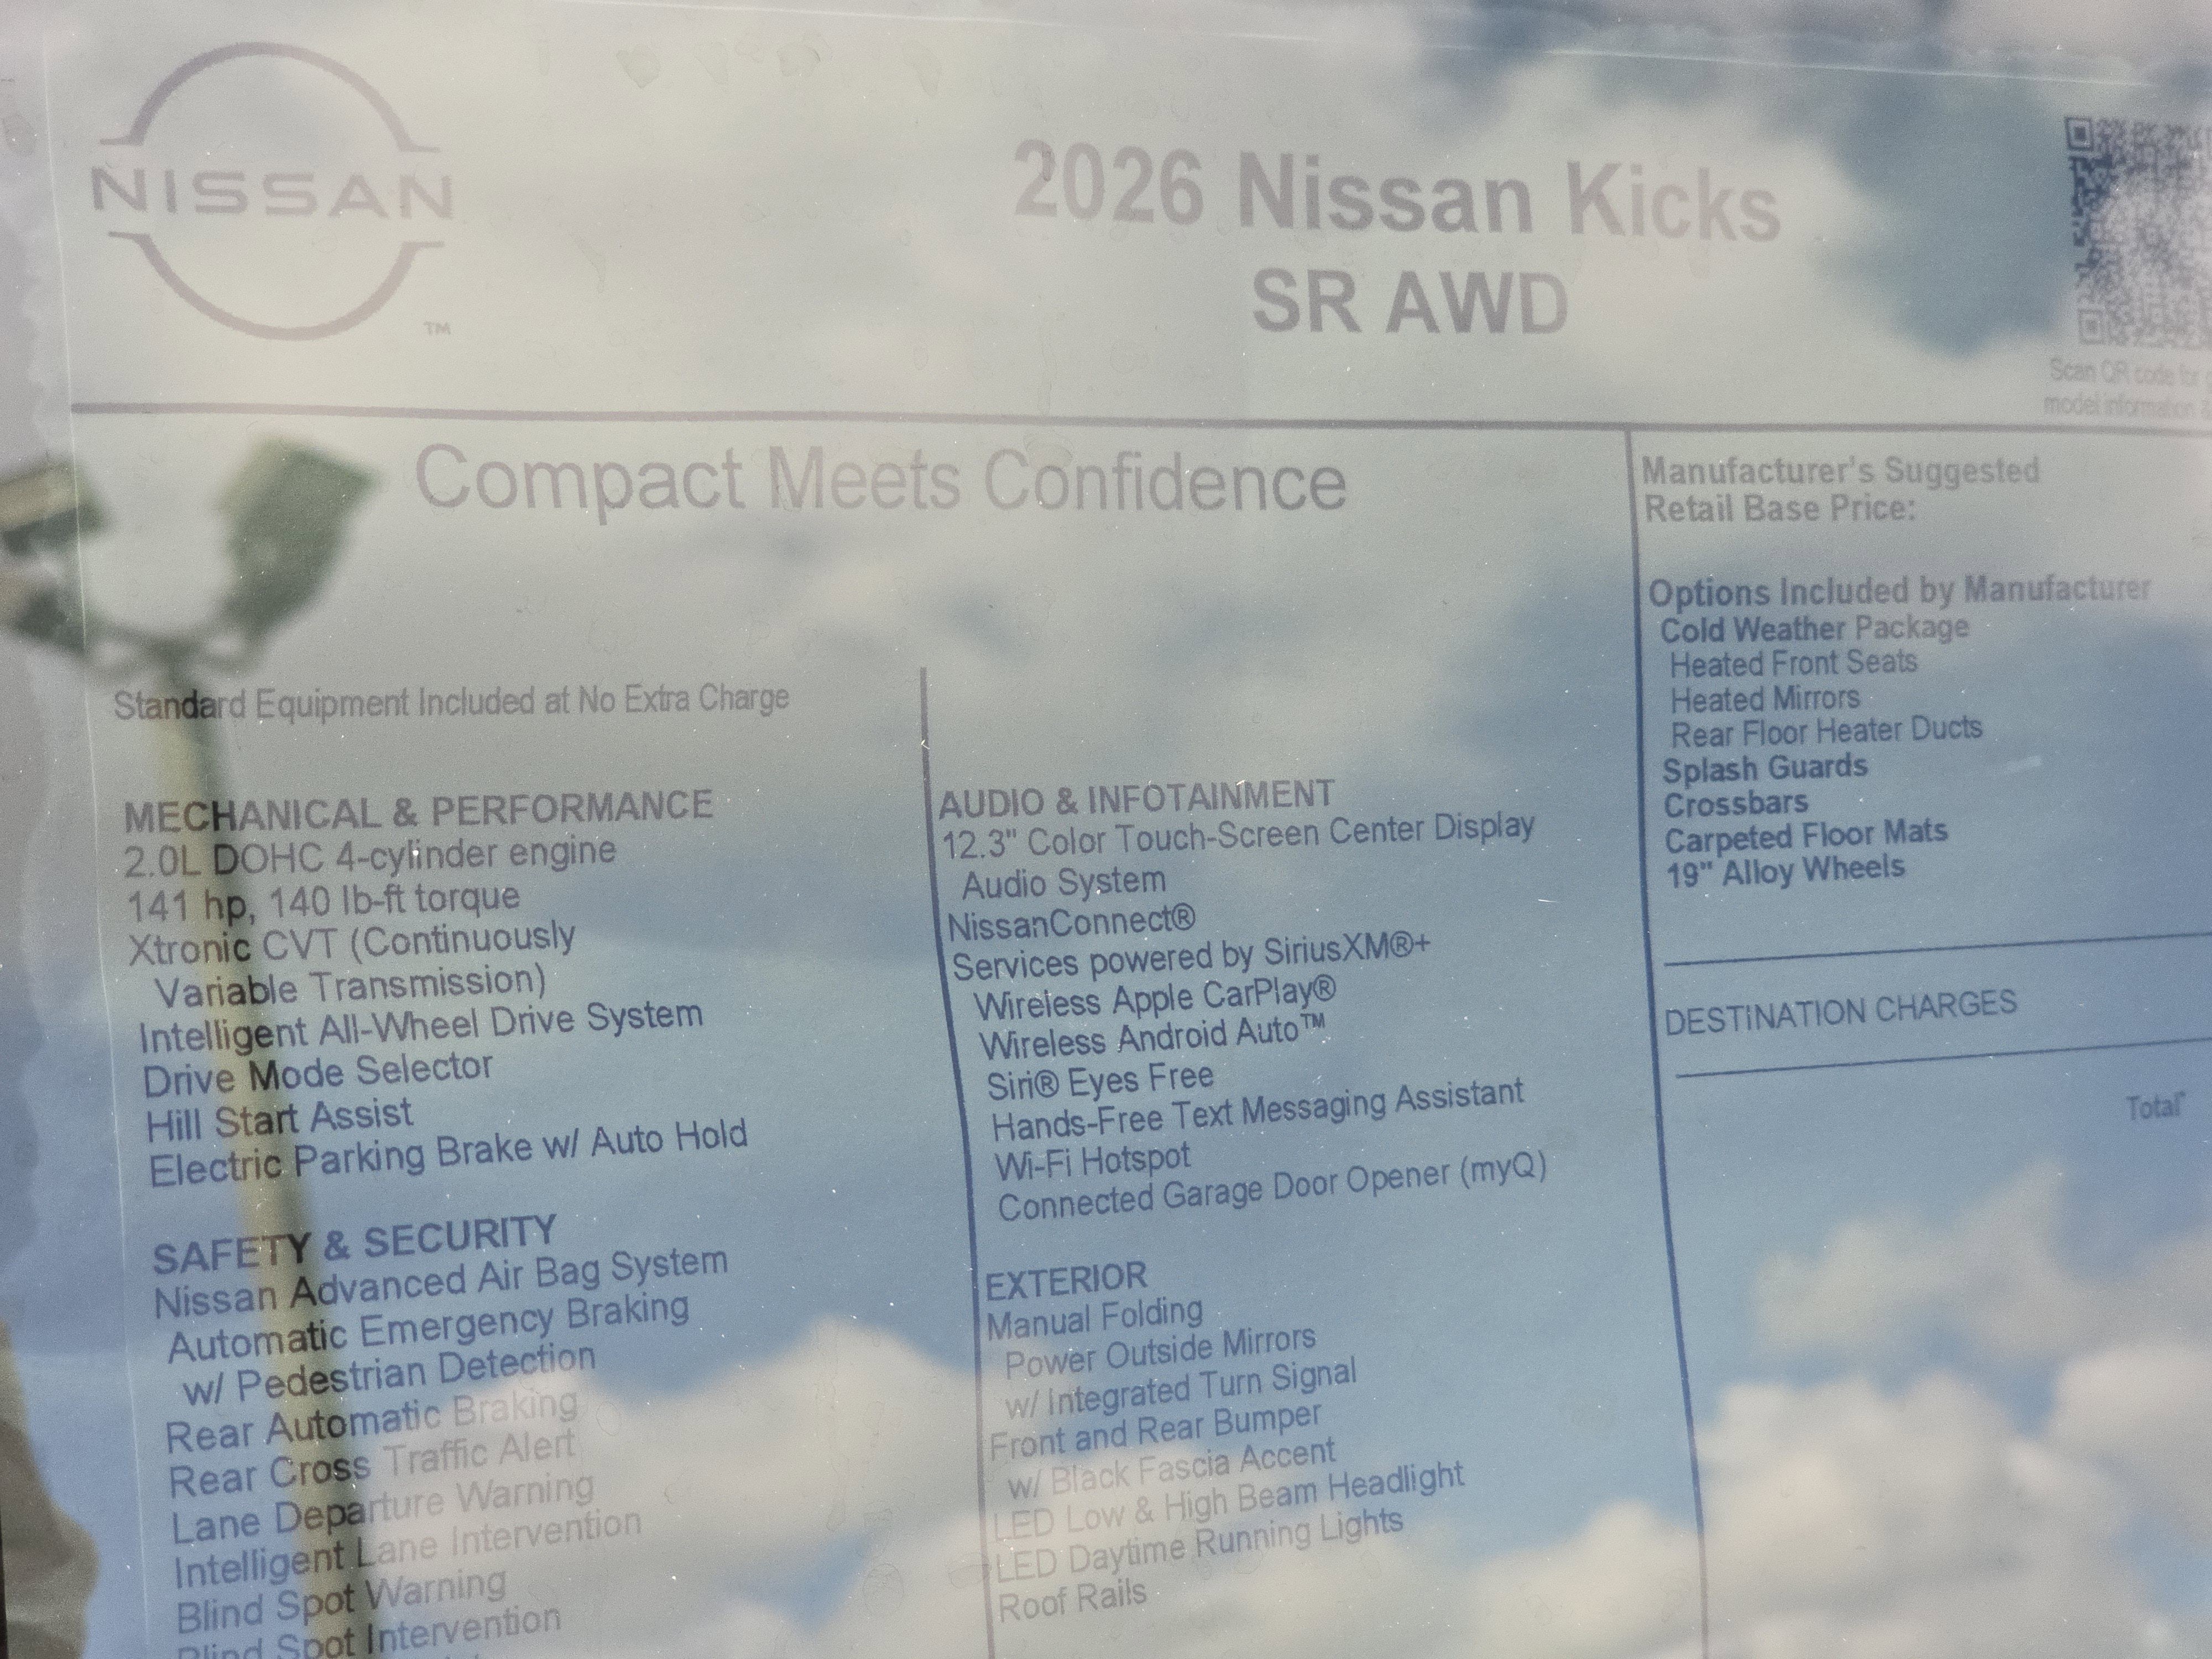 NISSAN
TM
2026 Nissan Kicks
SR AWD
Scan QR code for
model information
Compact Meets Confidence
Standard Equipment Included at No Extra Charge
MECHANICAL & PERFORMANCE
2.0L DOHC 4-cylinder engine
141 hp, 140 lb-ft torque
Xtronic CVT (Continuously
Variable Transmission)
Intelligent All-Wheel Drive System
Drive Mode Selector
Hill Start Assist
Electric Parking Brake w/ Auto Hold
SAFETY & SECURITY
Nissan Advanced Air Bag System
Automatic Emergency Braking
w/ Pedestrian Detection
Rear Automatic Braking
Rear Cross Traffic Alert
Lane Departure Warning
Intelligent Lane Intervention
Blind Spot Warning
Blind Spot Intervention
AUDIO & INFOTAINMENT
12.3" Color Touch-Screen Center Display
Audio System
NissanConnect®
Services powered by SiriusXM®+
Wireless Apple CarPlay®
Wireless Android Auto™
Siri® Eyes Free
Hands-Free Text Messaging Assistant
Wi-Fi Hotspot
Connected Garage Door Opener (myQ)
EXTERIOR
Manual Folding
Power Outside Mirrors
w/ Integrated Turn Signal
Front and Rear Bumper
w/ Black Fascia Accent
LED Low & High Beam Headlight
LED Daytime Running Lights
Roof Rails
Manufacturer's Suggested
Retail Base Price:
Options Included by Manufacturer
Cold Weather Package
Heated Front Seats
Heated Mirrors
Rear Floor Heater Ducts
Splash Guards
Crossbars
Carpeted Floor Mats
19" Alloy Wheels
DESTINATION CHARGES
Total*